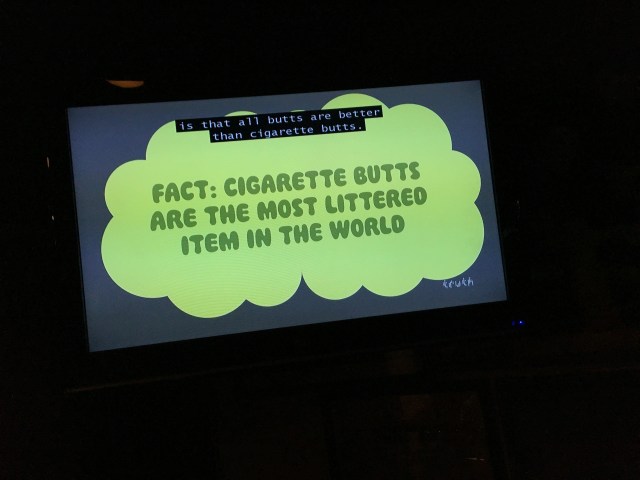 is that all butts are better
than cigarette butts.
FACT: CIGARETTE BUTTS
ARE THE MOST LITTERED
ITEM IN THE WORLD
truth